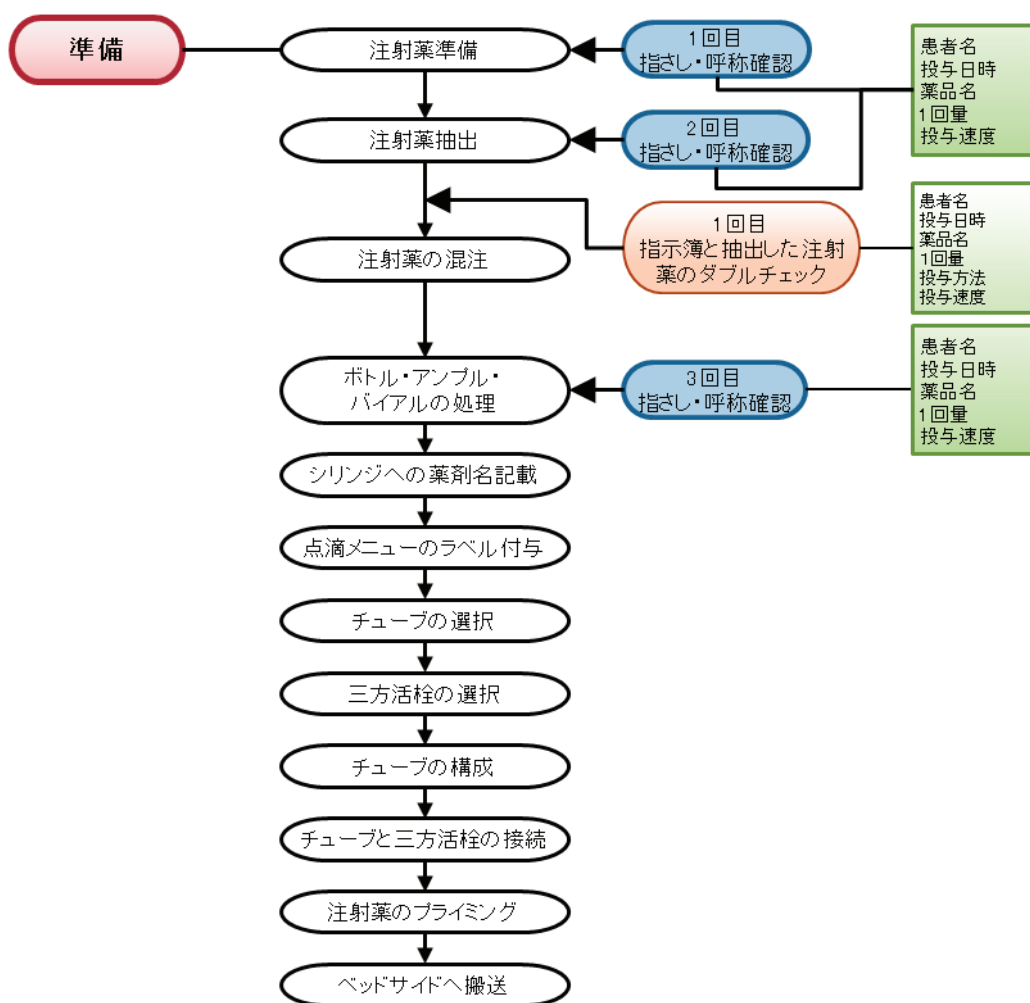 準備
注射薬準備
1回目
指さし・呼称確認
患者名
投与日時
薬品名
1回量
投与速度
注射薬抽出
2回目
指さし・呼称確認
1回目
指示簿と抽出した注射
薬のダブルチェック
患者名
投与日時
薬品名
1回量
投与方法
投与速度
注射薬の混注
ボトル・アンプル・
バイアルの処理
3回目
指さし・呼称確認
患者名
投与日時
薬品名
1回量
投与速度
シリンジへの薬剤名記載
点滴メニューのラベル付与
チューブの選択
三方活栓の選択
チューブの構成
チューブと三方活栓の接続
注射薬のプライミング
ベッドサイドへ搬送